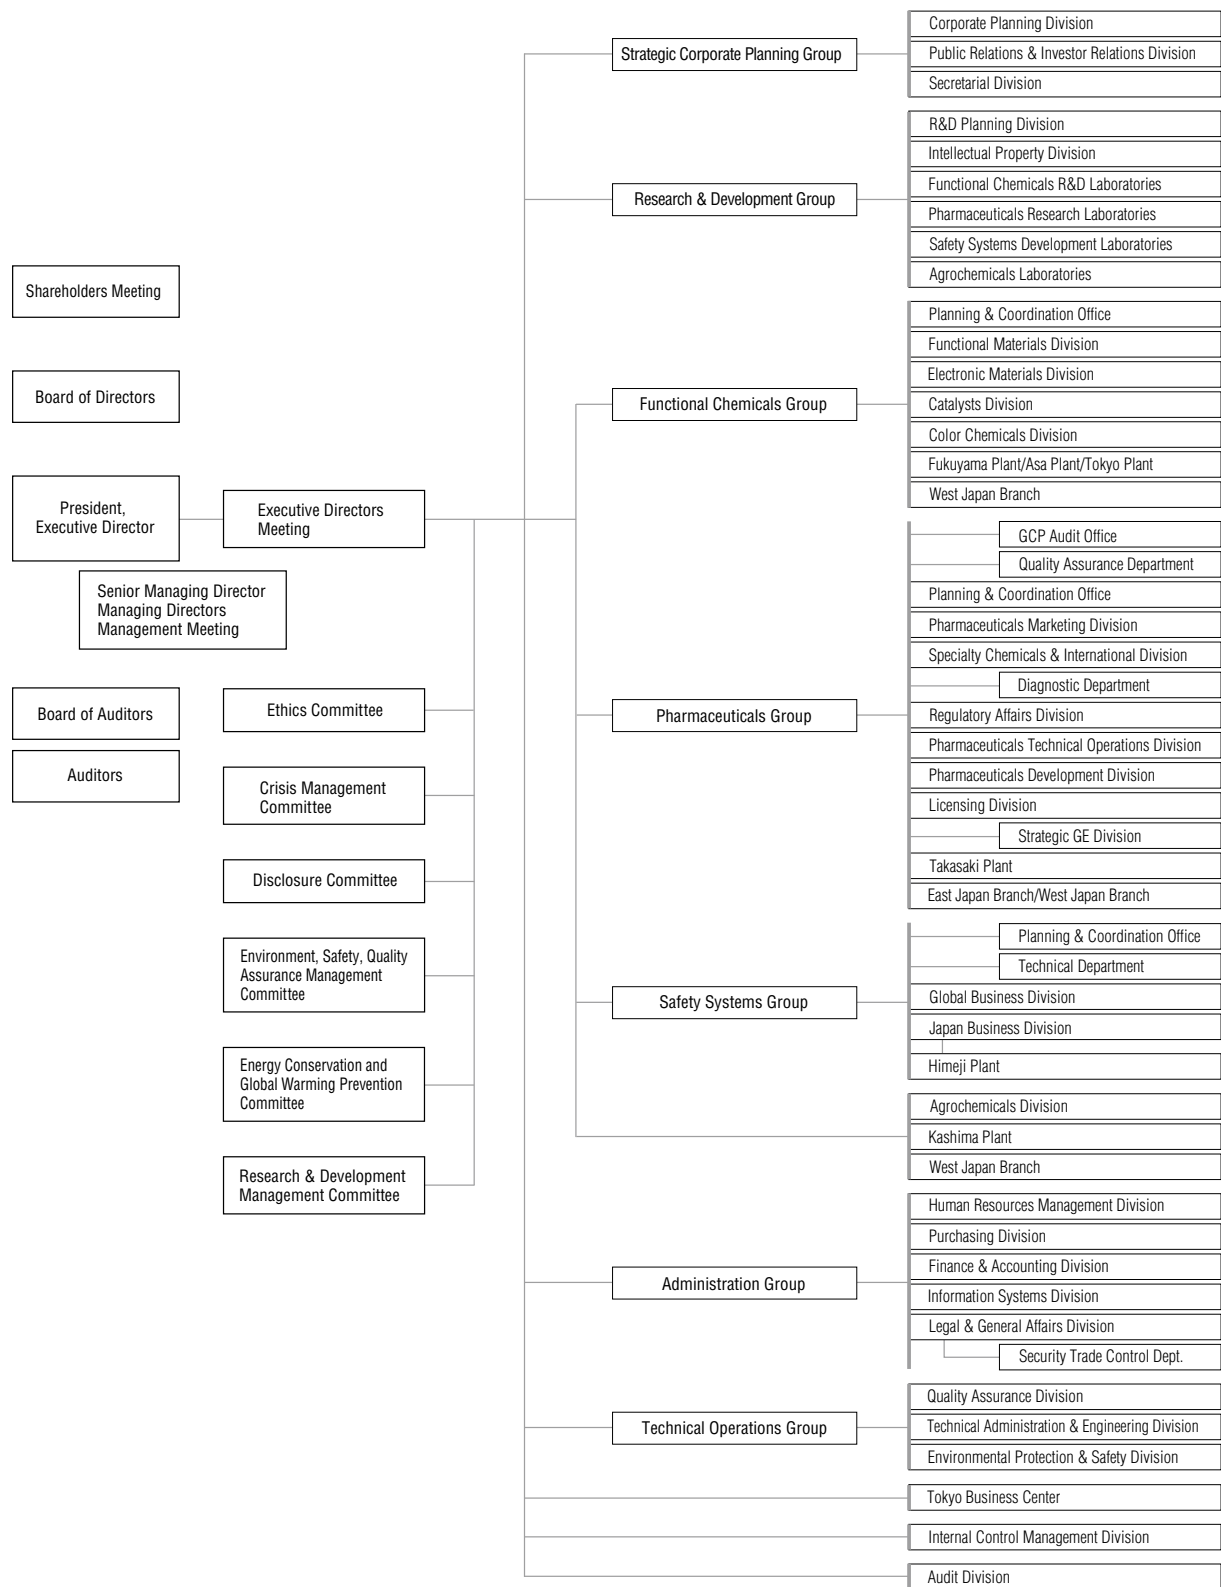 Shareholders Meeting
Board of Directors
President,
Executive Director
Executive Directors
Meeting
Senior Managing Director
Managing Directors
Management Meeting
Board of Auditors
Auditors
Ethics Committee
Crisis Management
Committee
Disclosure Committee
Environment, Safety, Quality
Assurance Management
Committee
Energy Conservation and
Global Warming Prevention
Committee
Research & Development
Management Committee
Strategic Corporate Planning Group
Corporate Planning Division
Public Relations & Investor Relations Division
Secretarial Division
Research & Development Group
R&D Planning Division
Intellectual Property Division
Functional Chemicals R&D Laboratories
Pharmaceuticals Research Laboratories
Safety Systems Development Laboratories
Agrochemicals Laboratories
Functional Chemicals Group
Planning & Coordination Office
Functional Materials Division
Electronic Materials Division
Catalysts Division
Color Chemicals Division
Fukuyama Plant/Asa Plant/Tokyo Plant
West Japan Branch
Pharmaceuticals Group
GCP Audit Office
Quality Assurance Department
Planning & Coordination Office
Pharmaceuticals Marketing Division
Specialty Chemicals & International Division
Diagnostic Department
Regulatory Affairs Division
Pharmaceuticals Technical Operations Division
Pharmaceuticals Development Division
Licensing Division
Strategic GE Division
Takasaki Plant
East Japan Branch/West Japan Branch
Safety Systems Group
Planning & Coordination Office
Technical Department
Global Business Division
Japan Business Division
Himeji Plant
Agrochemicals Division
Kashima Plant
West Japan Branch
Administration Group
Human Resources Management Division
Purchasing Division
Finance & Accounting Division
Information Systems Division
Legal & General Affairs Division
Security Trade Control Dept.
Technical Operations Group
Quality Assurance Division
Technical Administration & Engineering Division
Environmental Protection & Safety Division
Tokyo Business Center
Internal Control Management Division
Audit Division